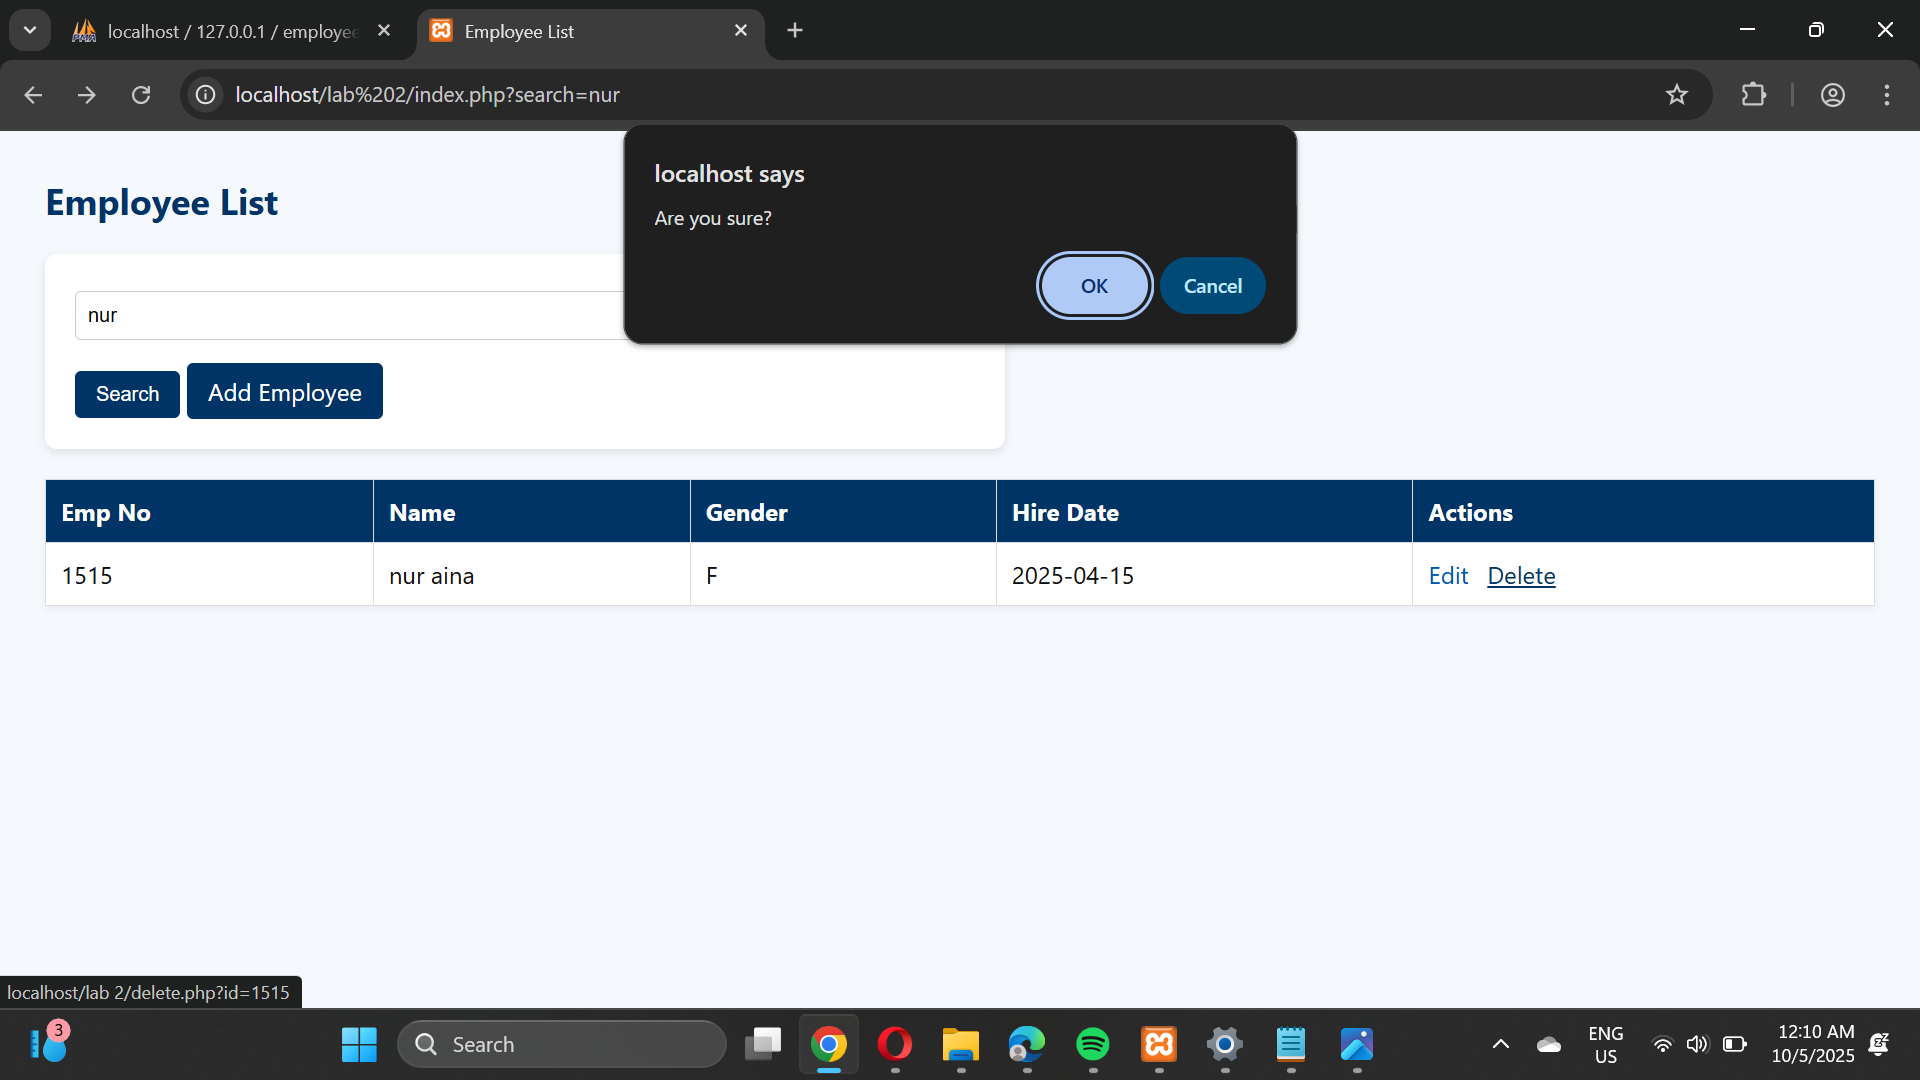 localhost / 127.0.0.1 / employee
Employee List
localhost/lab%202/index.php?search=nur
localhost says
Are you sure?
OK
Cancel
Employee List
nur
Search
Add Employee
Emp No Name Gender Hire Date Actions
1515 nur aina F 2025-04-15 Edit Delete
localhost/lab 2/delete.php?id=1515
3
Search
ENG
US
12:10 AM
10/5/2025